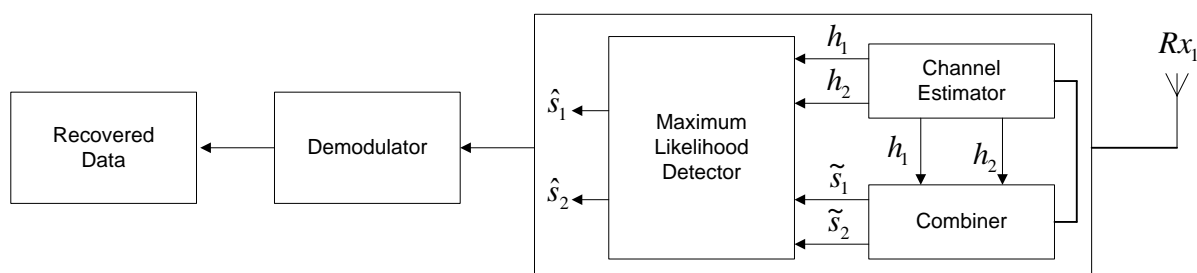 Recovered
Data
Demodulator
ŝ₁
ŝ₂
Maximum
Likelihood
Detector
h₁
h₂
Channel
Estimator
h₁
h₂
s̃₁
s̃₂
Combiner
Rx₁